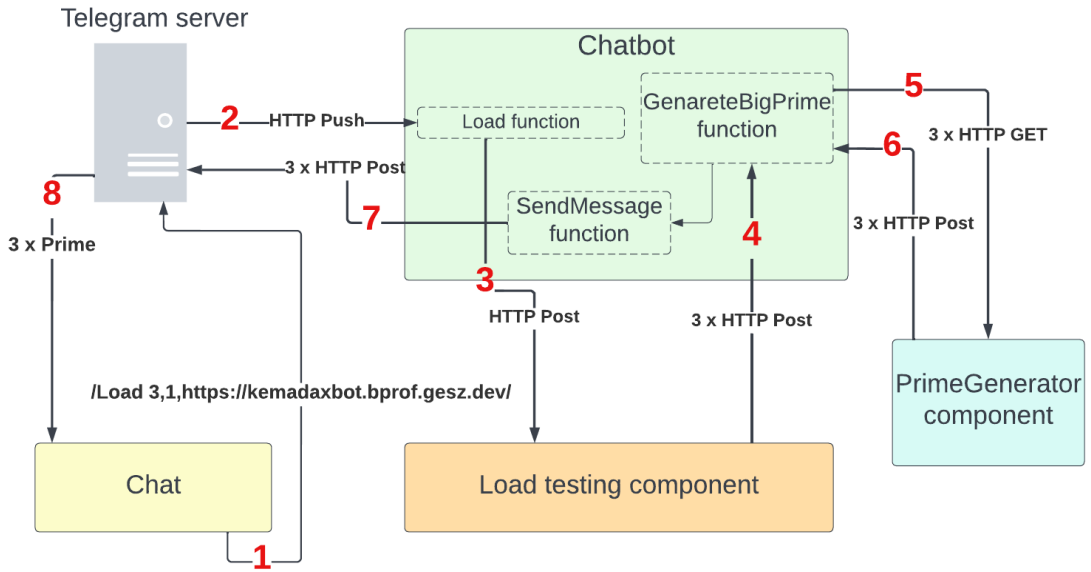 Telegram server
Chatbot
GenareteBigPrime
function
5
2
HTTP Push
Load function
3 x HTTP GET
6
3 x HTTP Post
8
SendMessage
function
7
4
3 x HTTP Post
3 x Prime
3
HTTP Post
3 x HTTP Post
/Load 3,1,https://kemadaxbot.bprof.gesz.dev/
PrimeGenerator
component
Chat
Load testing component
1